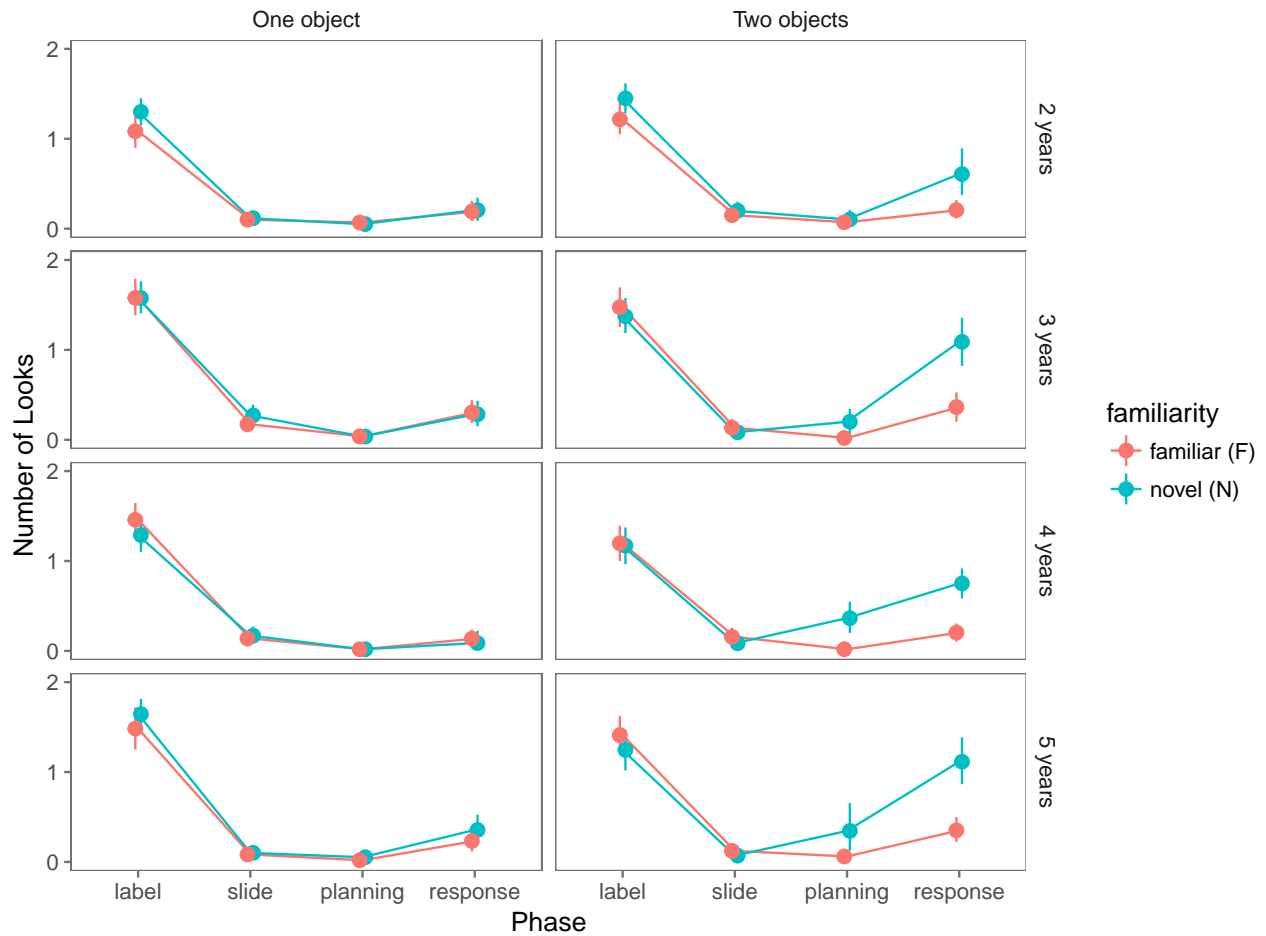 One object
Two objects
2
1
0
2 years
2
1
0
3 years
2
1
0
4 years
2
1
0
5 years
Number of Looks
label slide planning response
label slide planning response
Phase
familiarity
familiar (F)
novel (N)